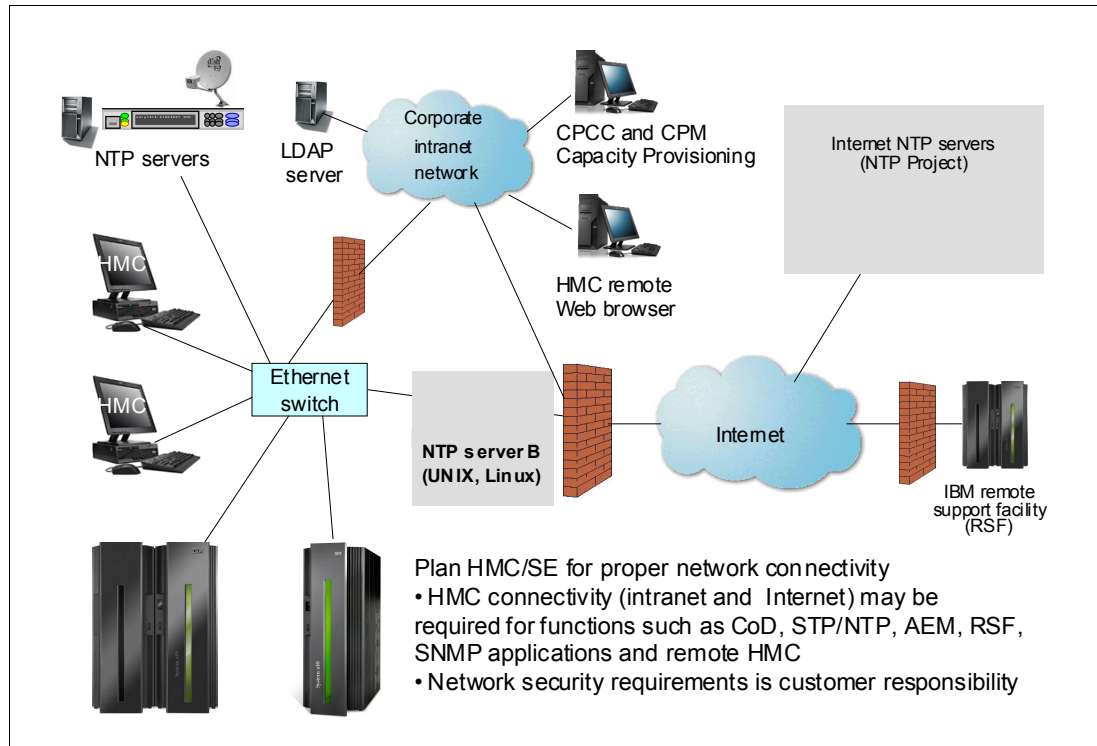 NTP servers
LDAP
server
Corporate
intranet
network
CPCC and CPM
Capacity Provisioning
Internet NTP servers
(NTP Project)
HMC
HMC remote
Web browser
Ethernet
switch
HMC
NTP server B
(UNIX, Linux)
Internet
IBM remote
support facility
(RSF)
Plan HMC/SE for proper network connectivity
• HMC connectivity (intranet and Internet) may be
required for functions such as CoD, STP/NTP, AEM, RSF,
SNMP applications and remote HMC
• Network security requirements is customer responsibility